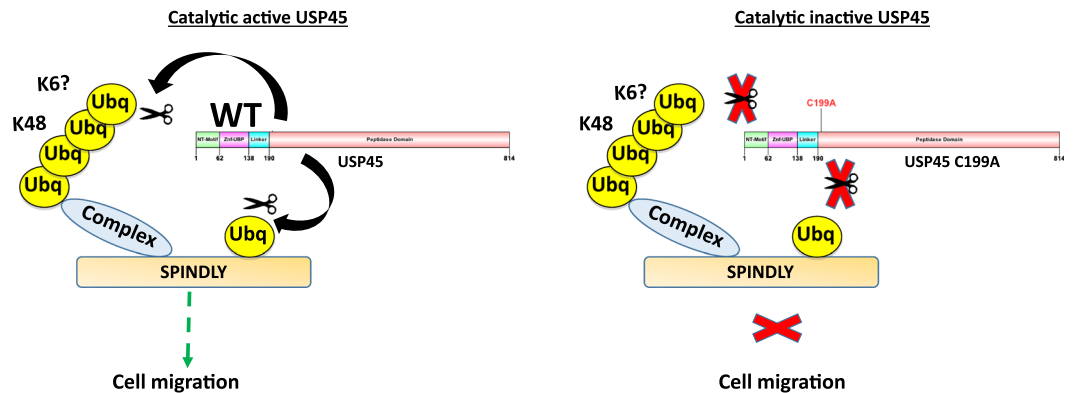 Catalytic active USP45
K6?
Ubq
K48
Ubq
Ubq
Ubq
WT
NT-Motif Znf-UBP Linker Peptidase Domain
1 62 138 190 814
USP45
Complex
Ubq
SPINDLY
Cell migration
Catalytic inactive USP45
K6?
Ubq
K48
Ubq
Ubq
Ubq
C199A
NT-Motif Znf-UBP Linker Peptidase Domain
1 62 138 190 814
USP45 C199A
Complex
Ubq
SPINDLY
Cell migration